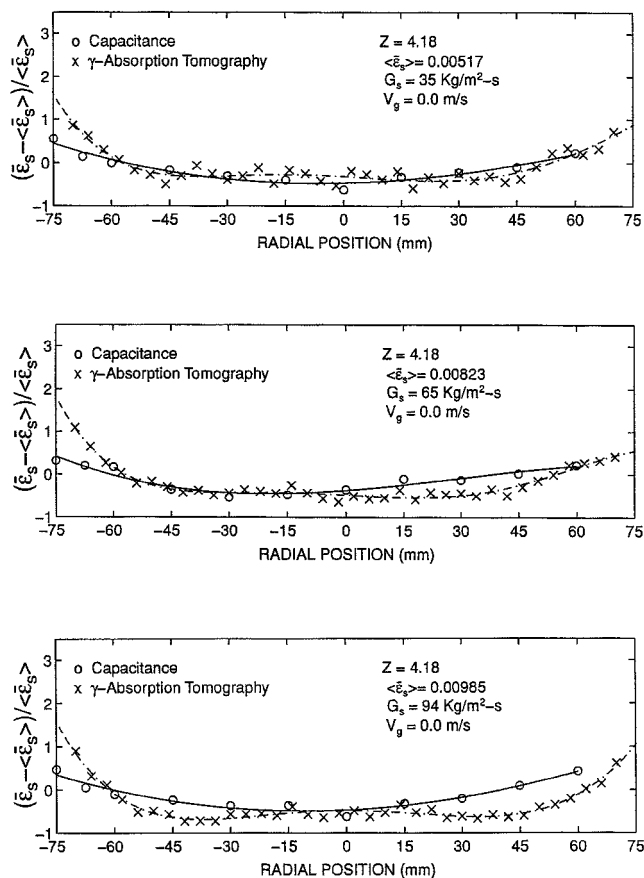 3
2
1
0
−1
(ε̄s−<ε̄s>)/<ε̄s>
o Capacitance
× γ−Absorption Tomography
Z = 4.18
<ε̄s>= 0.00517
Gs = 35 Kg/m²−s
Vg = 0.0 m/s
−75 −60 −45 −30 −15 0 15 30 45 60 75
RADIAL POSITION (mm)
3
2
1
0
−1
(ε̄s−<ε̄s>)/<ε̄s>
o Capacitance
× γ−Absorption Tomography
Z = 4.18
<ε̄s>= 0.00823
Gs = 65 Kg/m²−s
Vg = 0.0 m/s
−75 −60 −45 −30 −15 0 15 30 45 60 75
RADIAL POSITION (mm)
3
2
1
0
−1
(ε̄s−<ε̄s>)/<ε̄s>
o Capacitance
× γ−Absorption Tomography
Z = 4.18
<ε̄s>= 0.00985
Gs = 94 Kg/m²−s
Vg = 0.0 m/s
−75 −60 −45 −30 −15 0 15 30 45 60 75
RADIAL POSITION (mm)